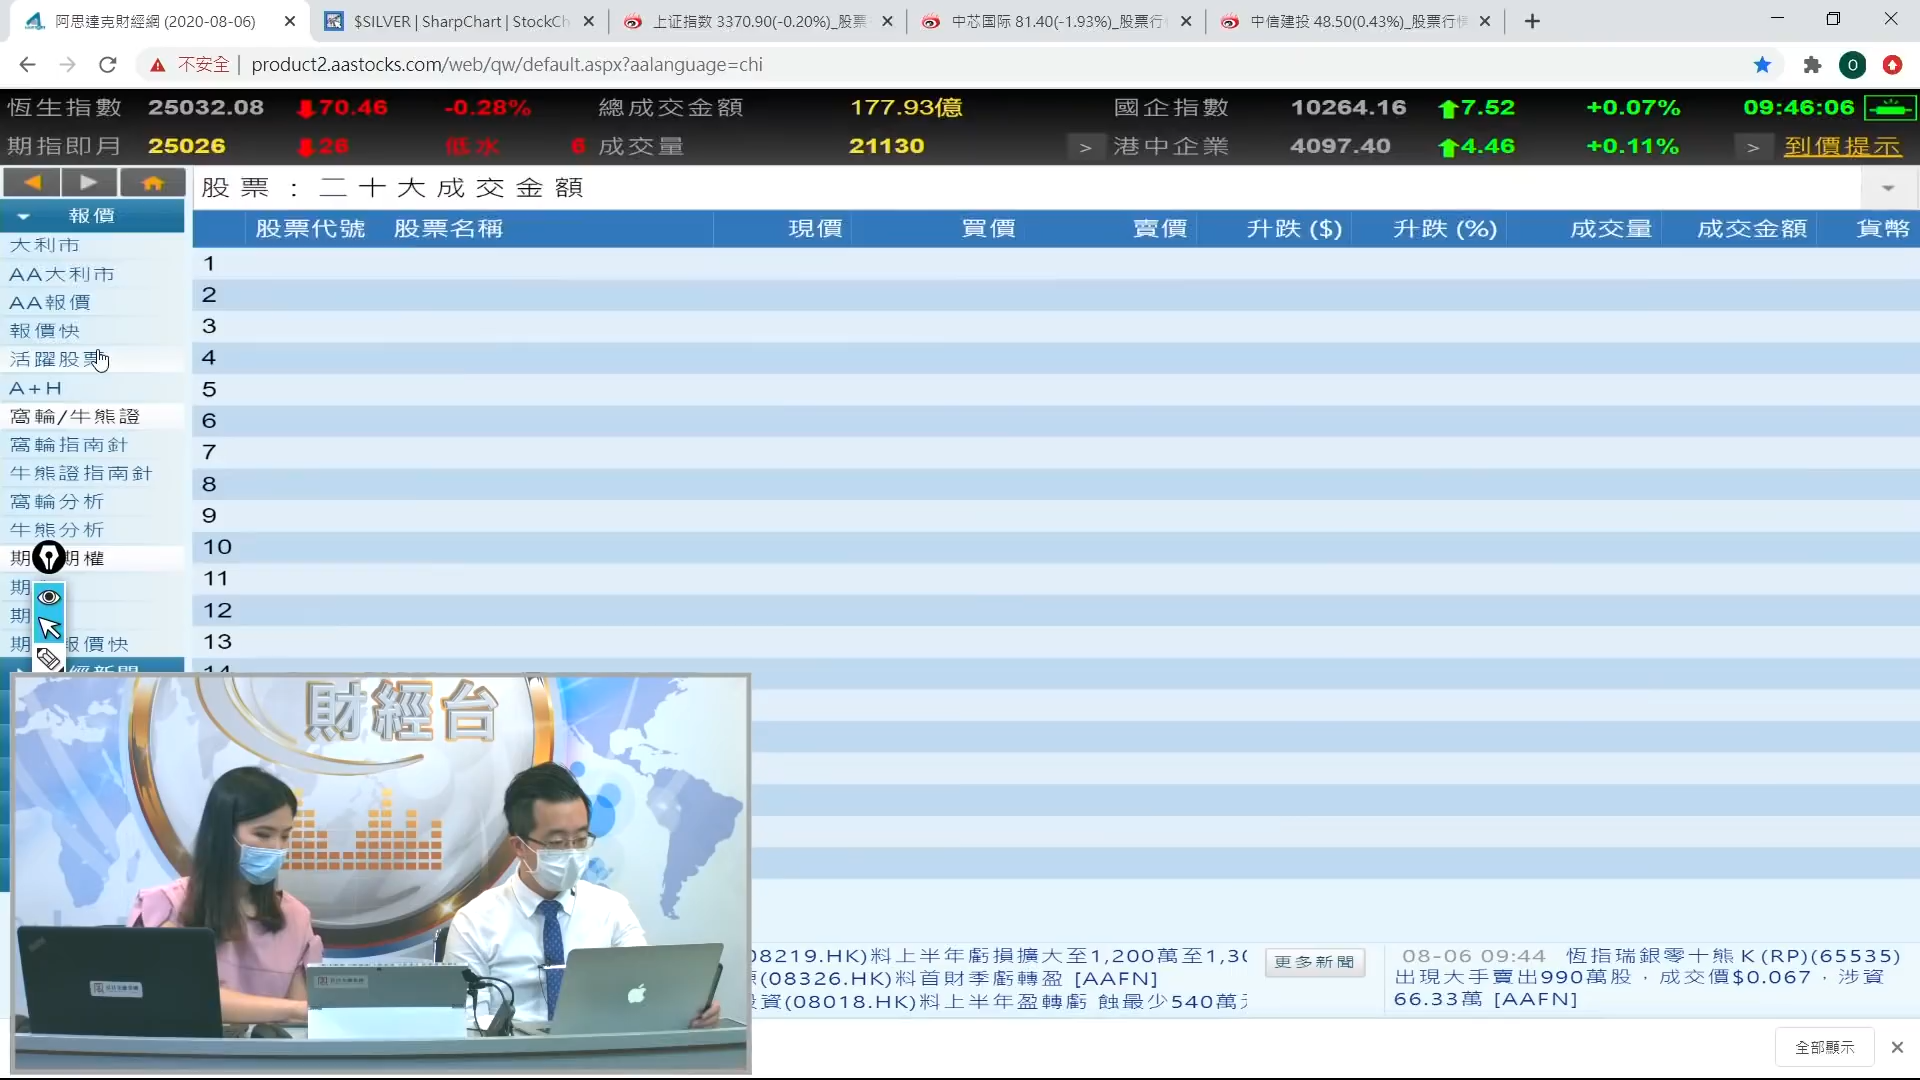 阿思達克財經網 (2020-08-06)
$SILVER | SharpChart | StockCh
上证指数 3370.90(-0.20%)_股票
中芯国际 81.40(-1.93%)_股票行
中信建投 48.50(0.43%)_股票行情
不安全 | product2.aastocks.com/web/qw/default.aspx?aalanguage=chi
恆生指數 25032.08 70.46 -0.28% 總成交金額 177.93億 國企指數 10264.16 7.52 +0.07% 09:46:06
期指即月 25026 26 低水 6 成交量 21130 > 港中企業 4097.40 4.46 +0.11% > 到價提示
股票：二十大成交金額
報價
股票代號 股票名稱 現價 買價 賣價 升跌 ($) 升跌 (%) 成交量 成交金額 貨幣
大利市
AA大利市
AA報價
報價快
活躍股票
A+H
窩輪/牛熊證
窩輪指南針
牛熊證指南針
窩輪分析
牛熊分析
期 期權
期
期
期 報價快
經新聞
1
2
3
4
5
6
7
8
9
10
11
12
13
14
財經台
08219.HK)料上半年虧損擴大至1,200萬至1,30
(08326.HK)料首財季虧轉盈 [AAFN]
資(08018.HK)料上半年盈轉虧 蝕最少540萬
更多新聞
08-06 09:44 恆指瑞銀零十熊K(RP)(65535)
出現大手賣出990萬股，成交價$0.067，涉資
66.33萬 [AAFN]
全部顯示